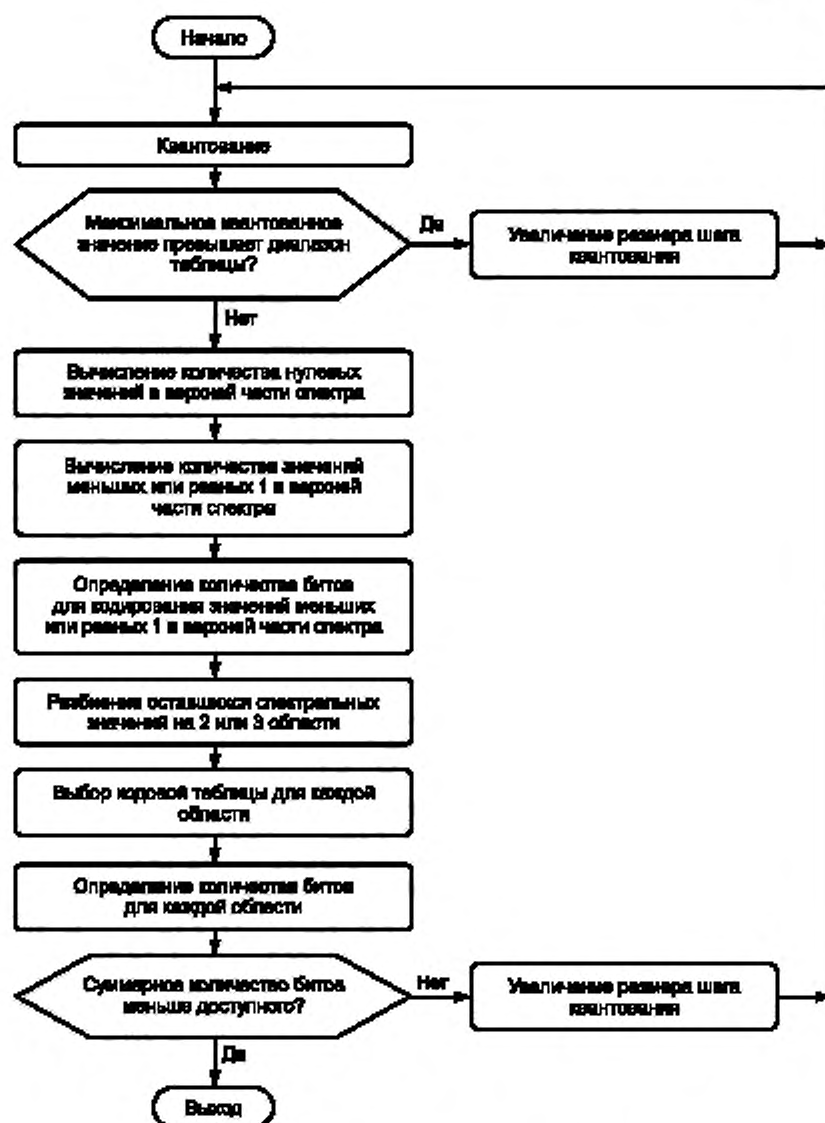 Начало
Квантование
Максимальное квантованное
значение превышает диапазон
таблицы?
Да
Увеличение размера шага
квантования
Нет
Вычисление количества нулевых
значений в верхней части спектра
Вычисление количества значений
меньших или равных 1 в верхней
части спектра
Определение количества битов
для кодирования значений меньших
или равных 1 в верхней части спектра
Разбиение оставшихся спектральных
значений на 2 или 3 области
Выбор кодовой таблицы для каждой
области
Определение количества битов
для каждой области
Суммарное количество битов
меньше доступного?
Нет
Увеличение размера шага
квантования
Да
Выход